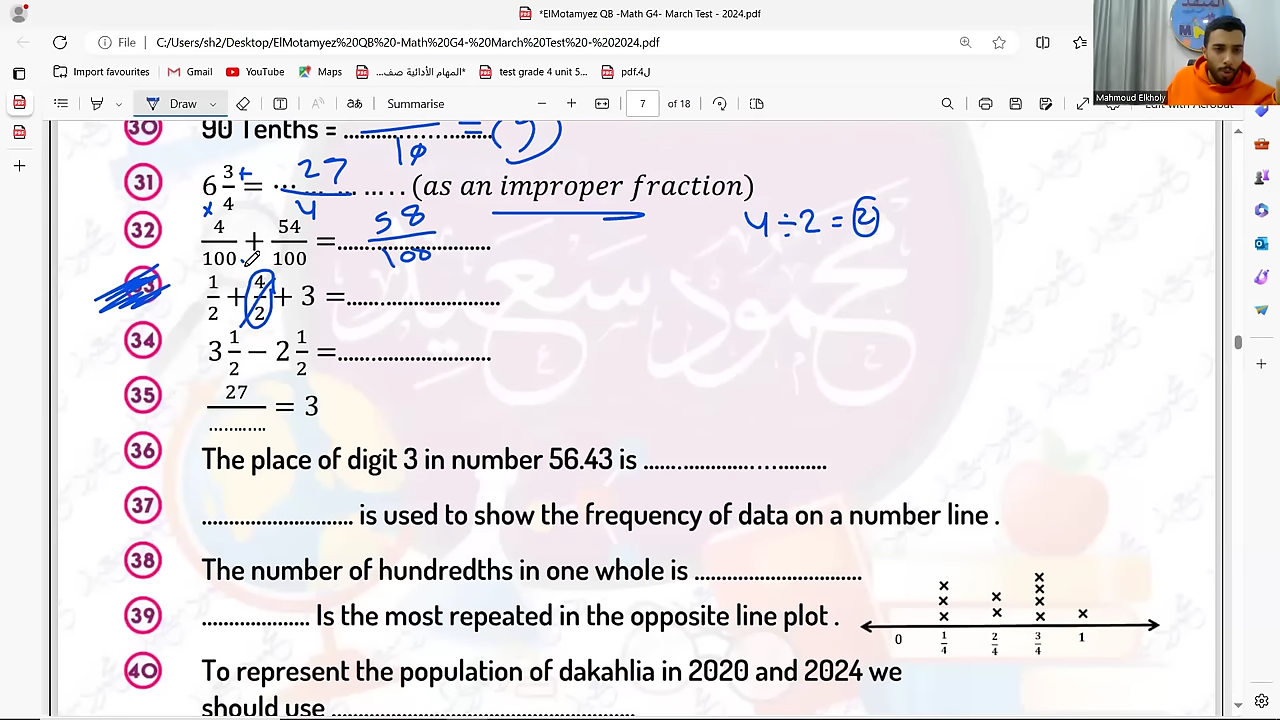 *ElMotamyez QB -Math G4- March Test - 2024.pdf
File C:/Users/sh2/Desktop/ElMotamyez%20QB%20-Math%20G4-%20March%20Test%20-%202024.pdf
Mahmoud Elkholy
Import favourites Gmail YouTube Maps المهام الأدائية صف...* test grade 4 unit 5... ل4.pdf
Draw Summarise 7 of 18 Edit with Acrobat
30 90 Tenths = .................... 10 = (9)
31 6 3/4 = ... 27/4 ... (as an improper fraction)
+ ×
4 ÷ 2 = 2
32 4/100 + 54/100 = 58/100
1/2 + 4/2 + 3 =............................
34 3 1/2 − 2 1/2 =............................
35 27/............ = 3
36 The place of digit 3 in number 56.43 is .................................
37 ............................ is used to show the frequency of data on a number line .
38 The number of hundredths in one whole is ...............................
39 .................... Is the most repeated in the opposite line plot .
0 1/4 2/4 3/4 1
40 To represent the population of dakahlia in 2020 and 2024 we
should use ........................................................